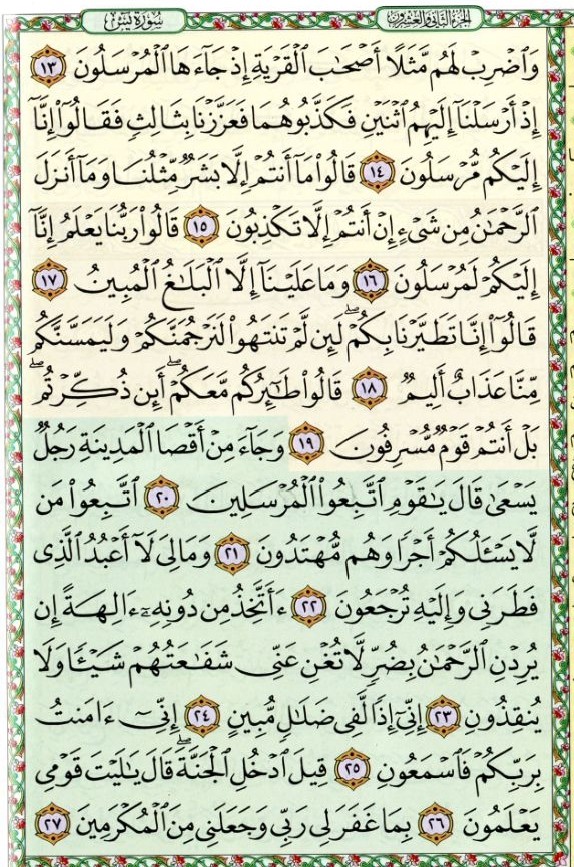 سُورَةُ يسٓ الجزء الثاني والعشرون
وَٱضۡرِبۡ لَهُم مَّثَلًا أَصۡحَٰبَ ٱلۡقَرۡيَةِ إِذۡ جَآءَهَا ٱلۡمُرۡسَلُونَ ١٣
إِذۡ أَرۡسَلۡنَآ إِلَيۡهِمُ ٱثۡنَيۡنِ فَكَذَّبُوهُمَا فَعَزَّزۡنَا بِثَالِثٖ فَقَالُوٓاْ إِنَّآ
إِلَيۡكُم مُّرۡسَلُونَ ١٤ قَالُواْ مَآ أَنتُمۡ إِلَّا بَشَرٞ مِّثۡلُنَا وَمَآ أَنزَلَ
ٱلرَّحۡمَٰنُ مِن شَيۡءٍ إِنۡ أَنتُمۡ إِلَّا تَكۡذِبُونَ ١٥ قَالُواْ رَبُّنَا يَعۡلَمُ إِنَّآ
إِلَيۡكُمۡ لَمُرۡسَلُونَ ١٦ وَمَا عَلَيۡنَآ إِلَّا ٱلۡبَلَٰغُ ٱلۡمُبِينُ ١٧
قَالُوٓاْ إِنَّا تَطَيَّرۡنَا بِكُمۡۖ لَئِن لَّمۡ تَنتَهُواْ لَنَرۡجُمَنَّكُمۡ وَلَيَمَسَّنَّكُم
مِّنَّا عَذَابٌ أَلِيمٞ ١٨ قَالُواْ طَٰٓئِرُكُم مَّعَكُمۡ أَئِن ذُكِّرۡتُمۚ
بَلۡ أَنتُمۡ قَوۡمٞ مُّسۡرِفُونَ ١٩ وَجَآءَ مِنۡ أَقۡصَا ٱلۡمَدِينَةِ رَجُلٞ
يَسۡعَىٰ قَالَ يَٰقَوۡمِ ٱتَّبِعُواْ ٱلۡمُرۡسَلِينَ ٢٠ ٱتَّبِعُواْ مَن
لَّا يَسۡـَٔلُكُمۡ أَجۡرٗا وَهُم مُّهۡتَدُونَ ٢١ وَمَالِيَ لَآ أَعۡبُدُ ٱلَّذِي
فَطَرَنِي وَإِلَيۡهِ تُرۡجَعُونَ ٢٢ ءَأَتَّخِذُ مِن دُونِهِۦٓ ءَالِهَةً إِن
يُرِدۡنِ ٱلرَّحۡمَٰنُ بِضُرّٖ لَّا تُغۡنِ عَنِّي شَفَٰعَتُهُمۡ شَيۡـٔٗا وَلَا
يُنقِذُونِ ٢٣ إِنِّيٓ إِذٗا لَّفِي ضَلَٰلٖ مُّبِينٍ ٢٤ إِنِّيٓ ءَامَنتُ
بِرَبِّكُمۡ فَٱسۡمَعُونِ ٢٥ قِيلَ ٱدۡخُلِ ٱلۡجَنَّةَۖ قَالَ يَٰلَيۡتَ قَوۡمِي
يَعۡلَمُونَ ٢٦ بِمَا غَفَرَ لِي رَبِّي وَجَعَلَنِي مِنَ ٱلۡمُكۡرَمِينَ ٢٧